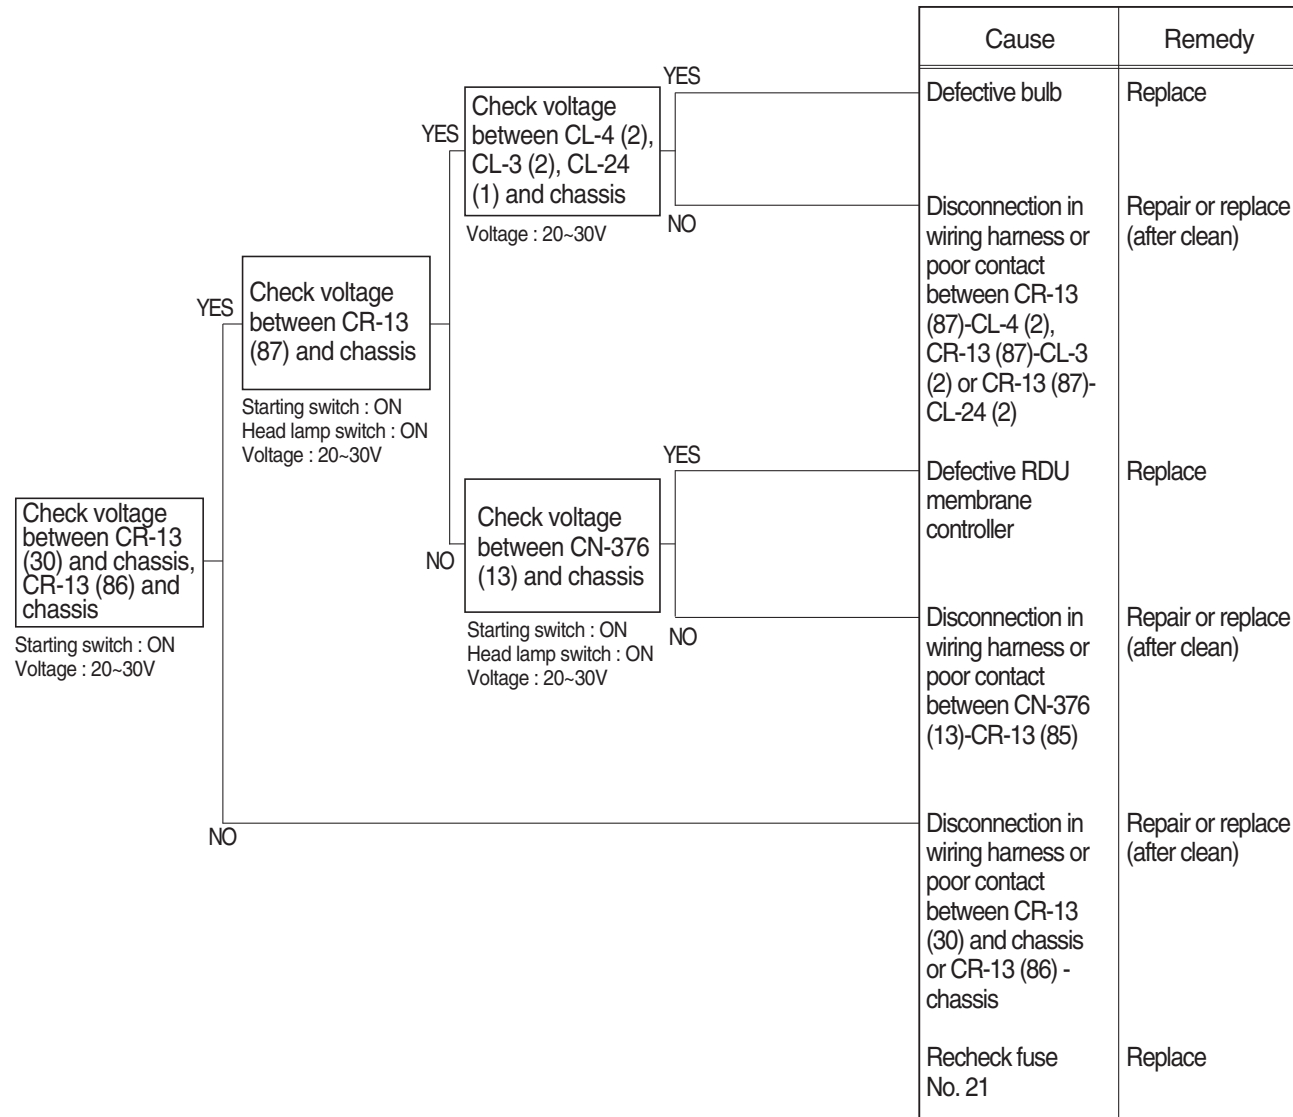 Check voltage
between CR-13
(30) and chassis,
CR-13 (86) and
chassis
Starting switch : ON
Voltage : 20~30V
YES
NO
Check voltage
between CR-13
(87) and chassis
Starting switch : ON
Head lamp switch : ON
Voltage : 20~30V
YES
NO
Check voltage
between CL-4 (2),
CL-3 (2), CL-24
(1) and chassis
Voltage : 20~30V
YES
NO
Check voltage
between CN-376
(13) and chassis
Starting switch : ON
Head lamp switch : ON
Voltage : 20~30V
YES
NO
Cause
Remedy
Defective bulb
Replace
Disconnection in
wiring harness or
poor contact
between CR-13
(87)-CL-4 (2),
CR-13 (87)-CL-3
(2) or CR-13 (87)-
CL-24 (2)
Repair or replace
(after clean)
Defective RDU
membrane
controller
Replace
Disconnection in
wiring harness or
poor contact
between CN-376
(13)-CR-13 (85)
Repair or replace
(after clean)
Disconnection in
wiring harness or
poor contact
between CR-13
(30) and chassis
or CR-13 (86) -
chassis
Repair or replace
(after clean)
Recheck fuse
No. 21
Replace